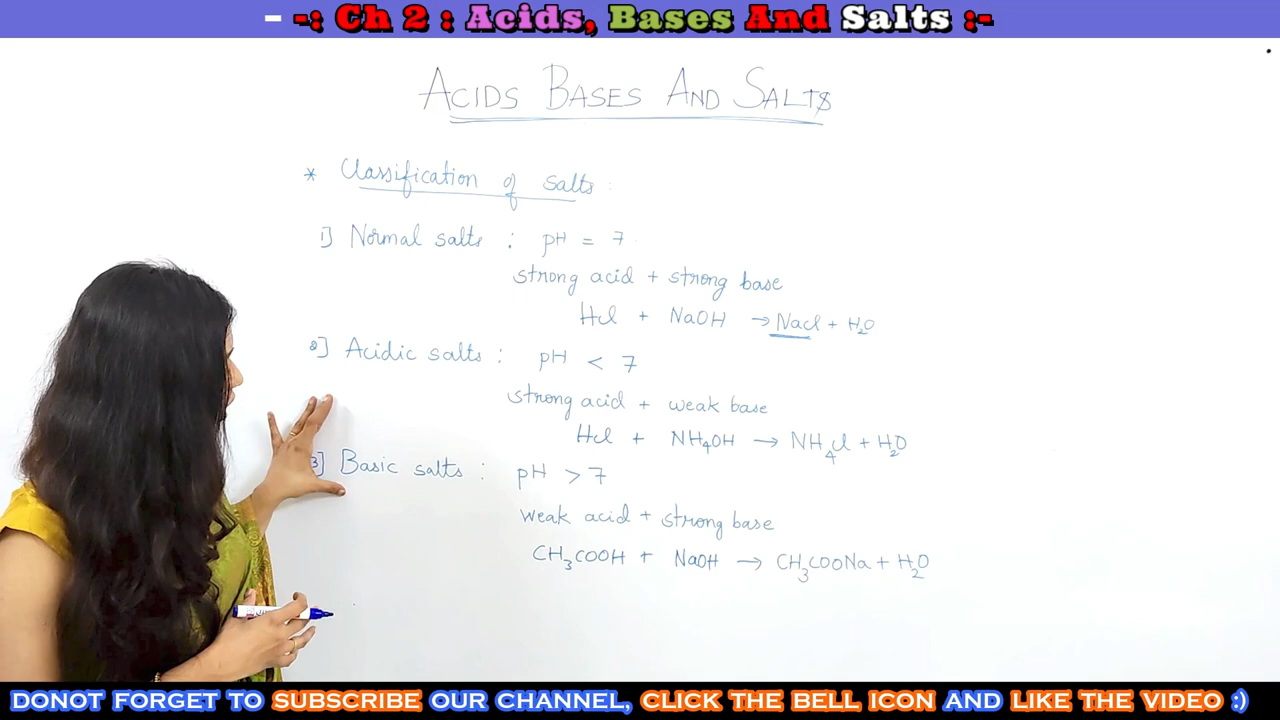 - -: Ch 2 : Acids, Bases And Salts :-
ACIDS BASES AND SALTS
* Classification of salts :
1] Normal salts : pH = 7
strong acid + strong base
Hcl + NaOH → Nacl + H2O
2] Acidic salts : pH < 7
strong acid + weak base
Hcl + NH4OH → NH4cl + H2O
3] Basic salts : pH > 7
weak acid + strong base
CH3COOH + NaOH → CH3COONa + H2O
DONOT FORGET TO SUBSCRIBE OUR CHANNEL, CLICK THE BELL ICON AND LIKE THE VIDEO :)